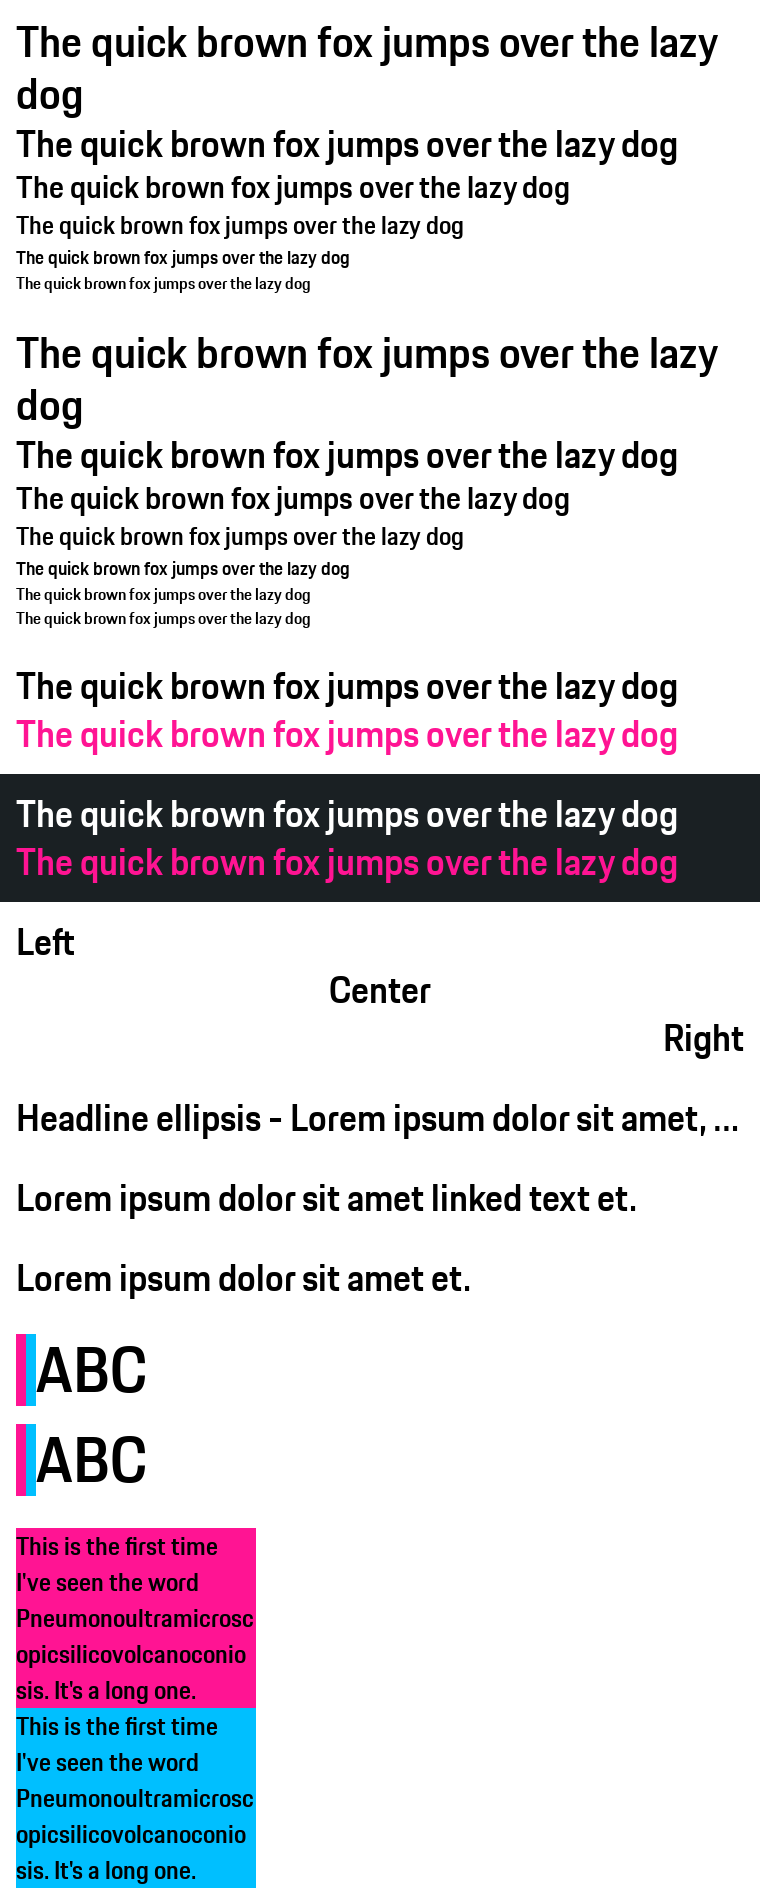 The quick brown fox jumps over the lazy
dog
The quick brown fox jumps over the lazy dog
The quick brown fox jumps over the lazy dog
The quick brown fox jumps over the lazy dog
The quick brown fox jumps over the lazy dog
The quick brown fox jumps over the lazy dog
The quick brown fox jumps over the lazy
dog
The quick brown fox jumps over the lazy dog
The quick brown fox jumps over the lazy dog
The quick brown fox jumps over the lazy dog
The quick brown fox jumps over the lazy dog
The quick brown fox jumps over the lazy dog
The quick brown fox jumps over the lazy dog
The quick brown fox jumps over the lazy dog
The quick brown fox jumps over the lazy dog
The quick brown fox jumps over the lazy dog
The quick brown fox jumps over the lazy dog
Left
Center
Right
Headline ellipsis - Lorem ipsum dolor sit amet, ...
Lorem ipsum dolor sit amet linked text et.
Lorem ipsum dolor sit amet et.
ABC
ABC
This is the first time
I've seen the word
Pneumonoultramicrosc
opicsilicovolcanoconio
sis. It's a long one.
This is the first time
I've seen the word
Pneumonoultramicrosc
opicsilicovolcanoconio
sis. It's a long one.